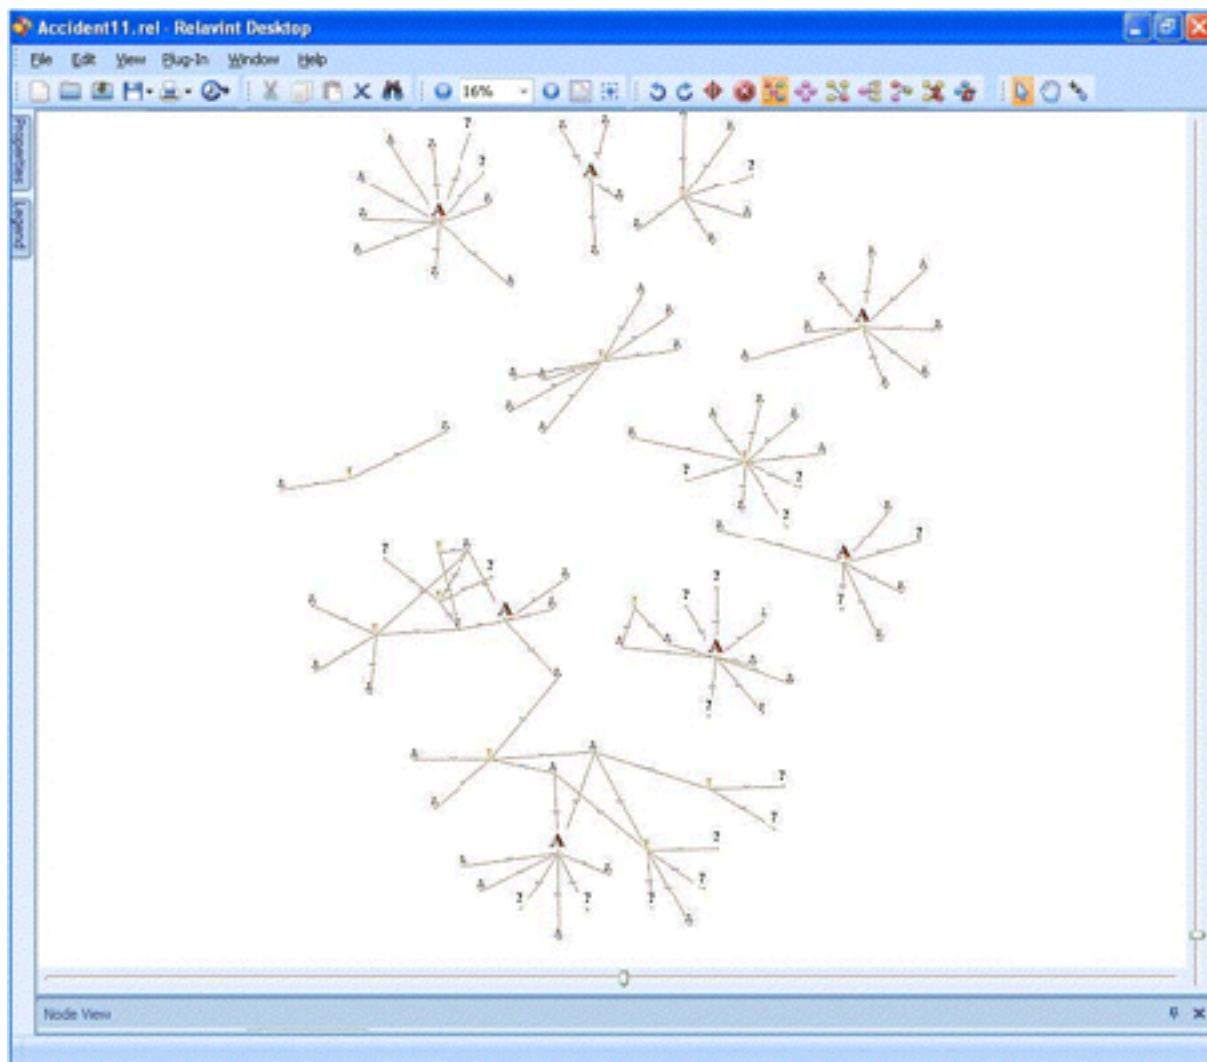 Accident11.rel - Relavint Desktop
File Edit View Plug-In Window Help
16%
Properties
Legend
? ?
A
?
A
A
?
? ?
?
A
?
? ?
A
? ?
A
?
?
?
A
?
? ? ? ?
Node View